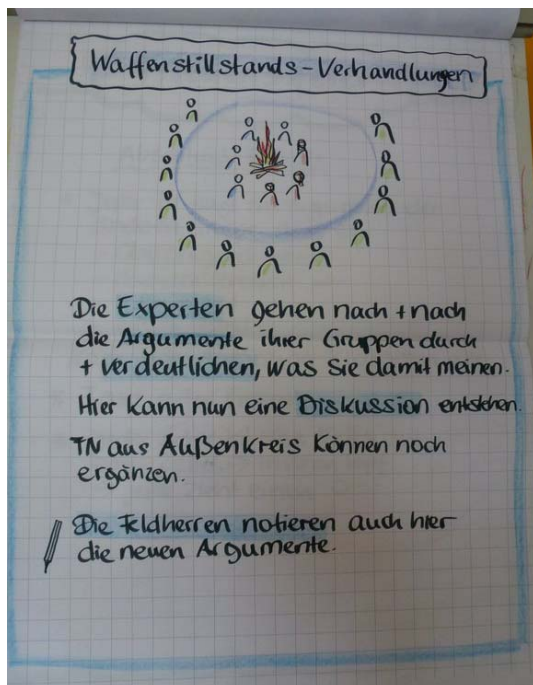 Waffenstillstands-Verhandlungen
Die Experten gehen nach + nach
die Argumente ihrer Gruppen durch
+ verdeutlichen, was sie damit meinen.
Hier kann nun eine Diskussion entstehen.
TN aus Außenkreis können noch
ergänzen.
Die Feldherren notieren auch hier
die neuen Argumente.